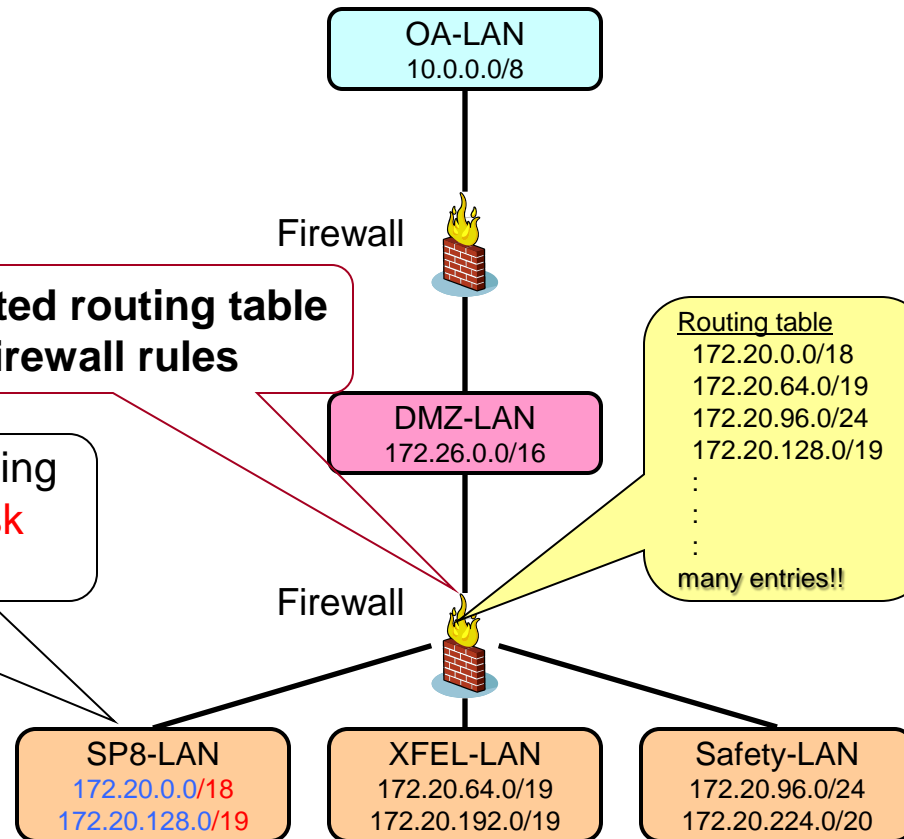 OA-LAN
10.0.0.0/8
Firewall
routing table
rules
Routing table
172.20.0.0/18
172.20.64.0/19
172.20.96.0/24
172.20.128.0/19
:
:
:
many entries!!
DMZ-LAN
172.26.0.0/16
Firewall
SP8-LAN
172.20.0.0/18
172.20.128.0/19
XFEL-LAN
172.20.64.0/19
172.20.192.0/19
Safety-LAN
172.20.96.0/24
172.20.224.0/20